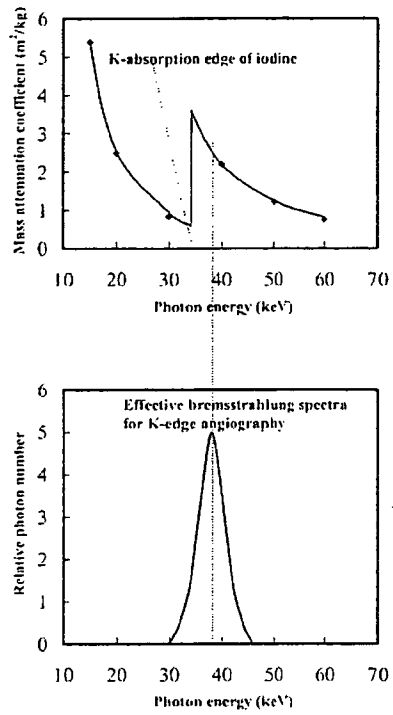 Mass attenuation coefficient (m²/kg)
6
5
4
3
2
1
0
K-absorption edge of iodine
10 20 30 40 50 60 70
Photon energy (keV)
Relative photon number
6
5
4
3
2
1
0
Effective bremsstrahlung spectra
for K-edge angiography
10 20 30 40 50 60 70
Photon energy (keV)